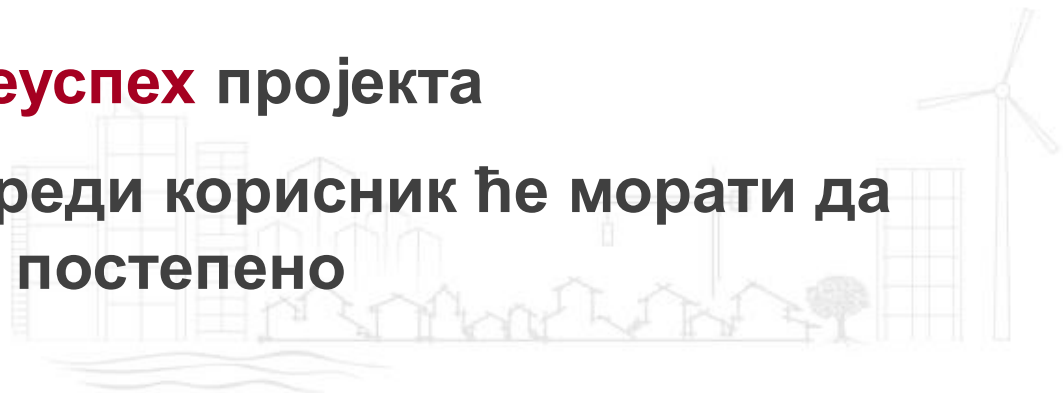 еуспех пројекта
реди корисник ће морати да
постепено